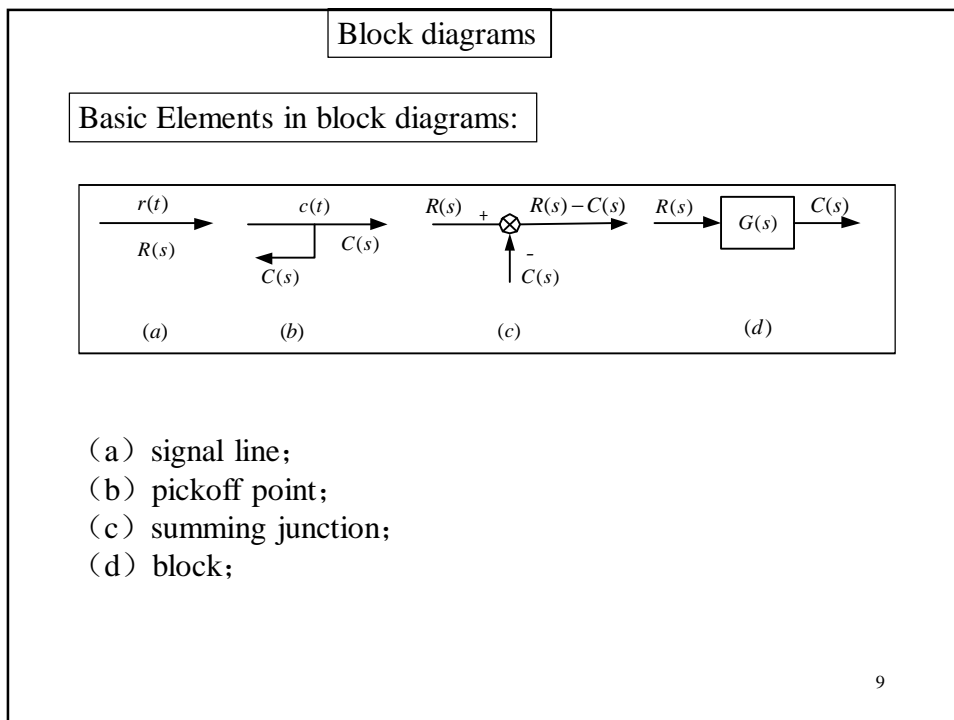 Block diagrams
Basic Elements in block diagrams:
r(t) c(t) R(s) + R(s)−C(s) R(s) G(s) C(s)
R(s) C(s) C(s) − C(s)
(a) (b) (c) (d)
（a）signal line；
（b）pickoff point；
（c）summing junction；
（d）block；
9